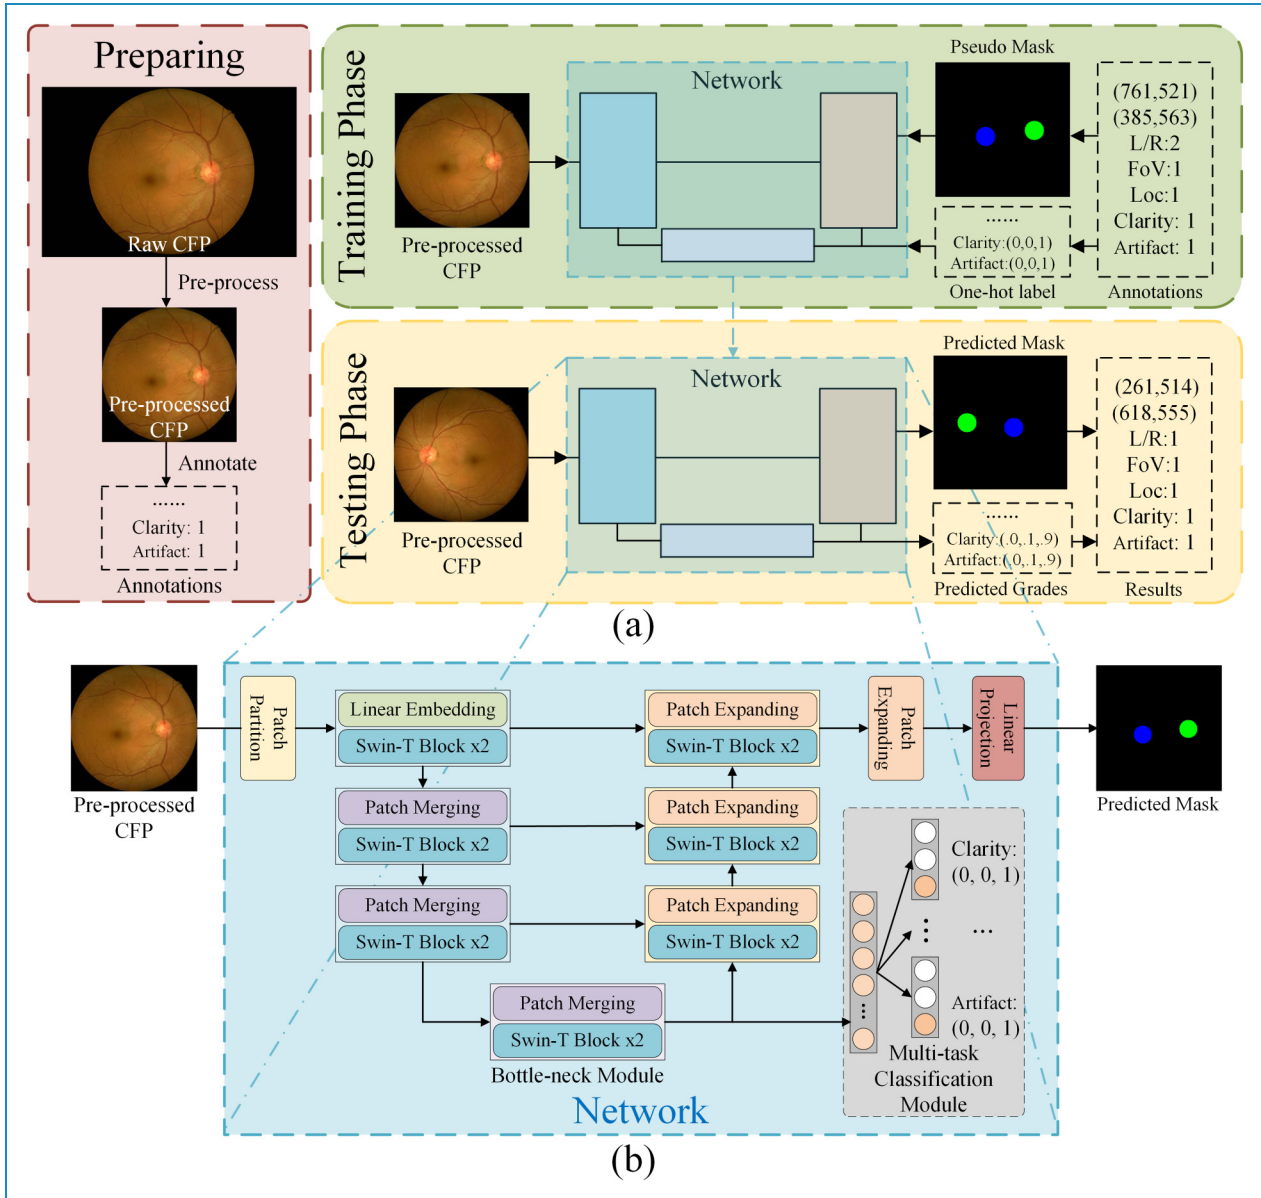 Preparing
Raw CFP
Pre-process
Pre-processed
CFP
Annotate
......
Clarity: 1
Artifact: 1
Annotations
Training Phase
Pre-processed
CFP
Network
Pseudo Mask
......
Clarity:(0,0,1)
Artifact:(0,0,1)
One-hot label
(761,521)
(385,563)
L/R:2
FoV:1
Loc:1
Clarity: 1
Artifact: 1
Annotations
Testing Phase
Pre-processed
CFP
Network
Predicted Mask
......
Clarity:(.0,.1,.9)
Artifact:(.0,.1,.9)
Predicted Grades
(261,514)
(618,555)
L/R:1
FoV:1
Loc:1
Clarity: 1
Artifact: 1
Results
(a)
Pre-processed
CFP
Patch
Partition
Linear Embedding
Swin-T Block x2
Patch Merging
Swin-T Block x2
Patch Merging
Swin-T Block x2
Patch Merging
Swin-T Block x2
Bottle-neck Module
Patch Expanding
Swin-T Block x2
Patch Expanding
Swin-T Block x2
Patch Expanding
Swin-T Block x2
Patch
Expanding
Linear
Projection
Predicted Mask
Clarity:
(0, 0, 1)
...
Artifact:
(0, 0, 1)
Multi-task
Classification
Module
Network
(b)